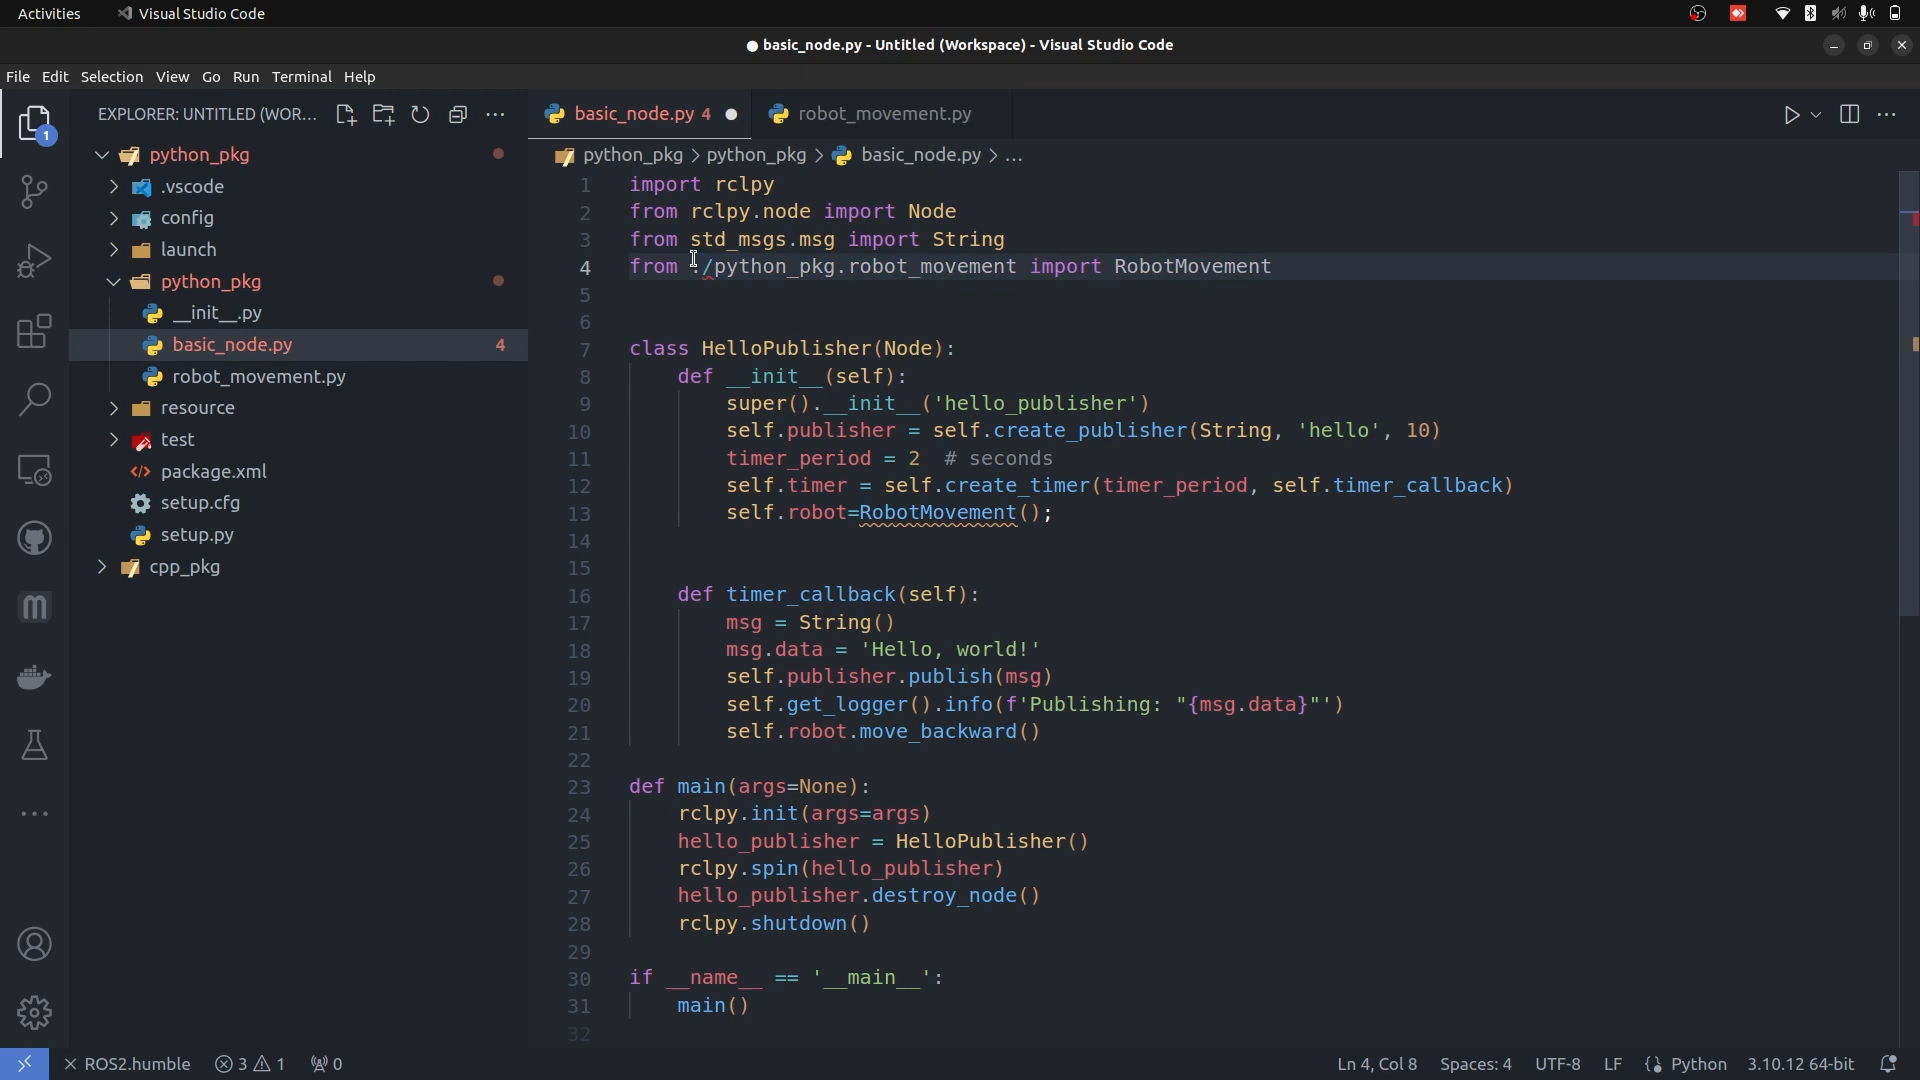 Activities Visual Studio Code
● basic_node.py - Untitled (Workspace) - Visual Studio Code
File Edit Selection View Go Run Terminal Help
EXPLORER: UNTITLED (WOR... ...
basic_node.py 4 ● robot_movement.py ...
python_pkg > python_pkg > basic_node.py > ...
1
python_pkg
.vscode
config
launch
python_pkg
__init__.py
basic_node.py 4
robot_movement.py
resource
test
package.xml
setup.cfg
setup.py
cpp_pkg
1 import rclpy
2 from rclpy.node import Node
3 from std_msgs.msg import String
4 from ./python_pkg.robot_movement import RobotMovement
5
6
7 class HelloPublisher(Node):
8     def __init__(self):
9         super().__init__('hello_publisher')
10         self.publisher = self.create_publisher(String, 'hello', 10)
11         timer_period = 2  # seconds
12         self.timer = self.create_timer(timer_period, self.timer_callback)
13         self.robot=RobotMovement();
14
15
16     def timer_callback(self):
17         msg = String()
18         msg.data = 'Hello, world!'
19         self.publisher.publish(msg)
20         self.get_logger().info(f'Publishing: "{msg.data}"')
21         self.robot.move_backward()
22
23 def main(args=None):
24     rclpy.init(args=args)
25     hello_publisher = HelloPublisher()
26     rclpy.spin(hello_publisher)
27     hello_publisher.destroy_node()
28     rclpy.shutdown()
29
30 if __name__ == '__main__':
31     main()
32
ROS2.humble 3 1 0 Ln 4, Col 8 Spaces: 4 UTF-8 LF Python 3.10.12 64-bit